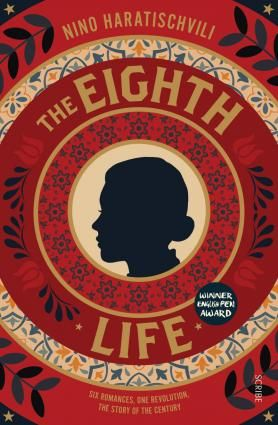 NINO HARATISCHVILI
THE EIGHTH
LIFE
WINNER
ENGLISH PEN
AWARD
SIX ROMANCES, ONE REVOLUTION,
THE STORY OF THE CENTURY
SCRIBE